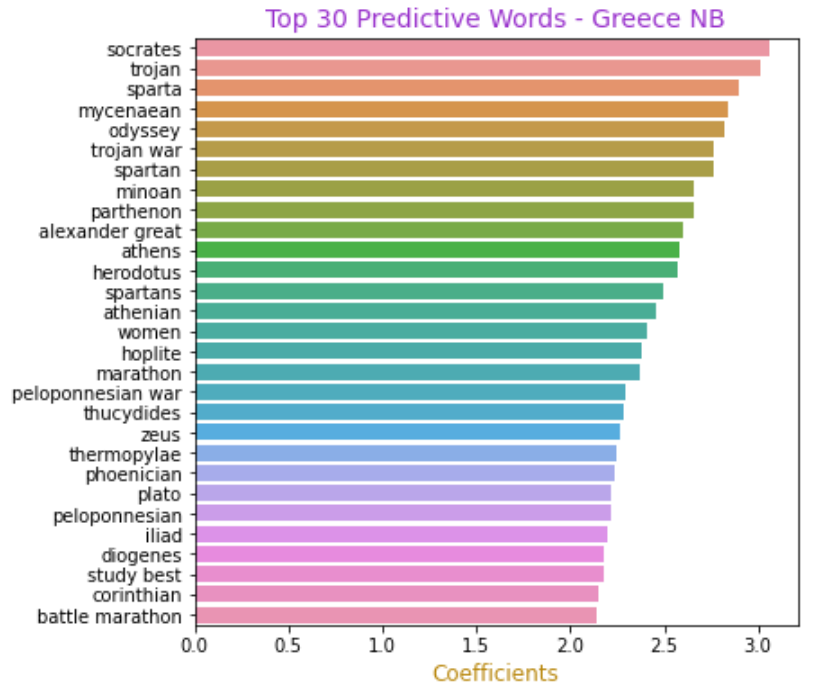 Top 30 Predictive Words - Greece NB
socrates
trojan
sparta
mycenaean
odyssey
trojan war
spartan
minoan
parthenon
alexander great
athens
herodotus
spartans
athenian
women
hoplite
marathon
peloponnesian war
thucydides
zeus
thermopylae
phoenician
plato
peloponnesian
iliad
diogenes
study best
corinthian
battle marathon
0.0 0.5 1.0 1.5 2.0 2.5 3.0
Coefficients